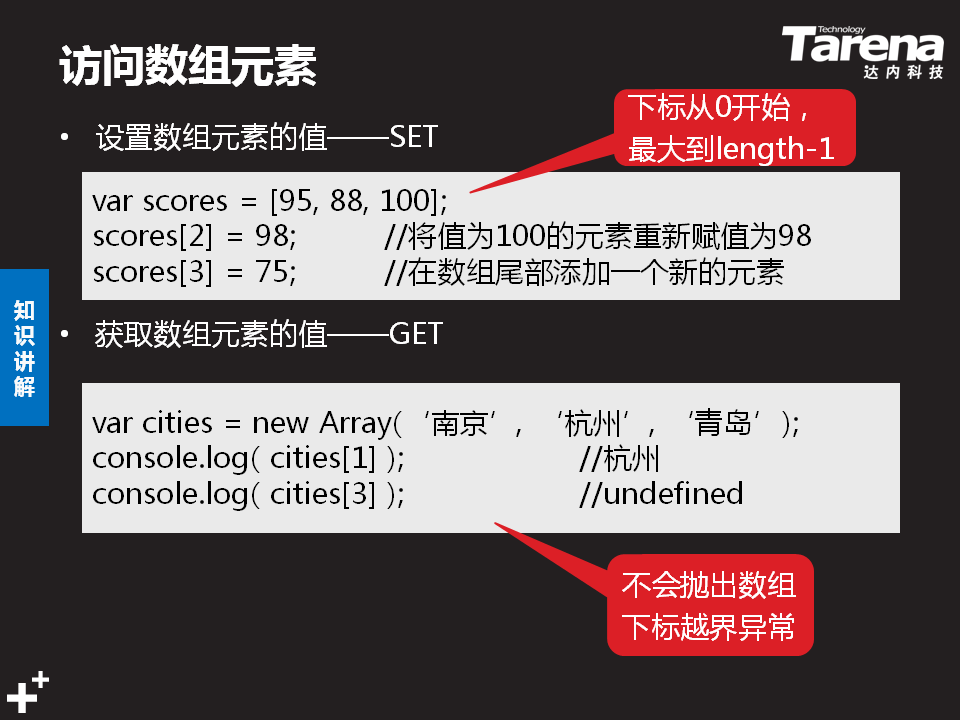 访问数组元素
Technology
Tarena
达内科技
下标从0开始，
最大到length-1
• 设置数组元素的值——SET
var scores = [95, 88, 100];
scores[2] = 98; //将值为100的元素重新赋值为98
scores[3] = 75; //在数组尾部添加一个新的元素
知识讲解
• 获取数组元素的值——GET
var cities = new Array(‘南京’, ‘杭州’, ‘青岛’);
console.log( cities[1] ); //杭州
console.log( cities[3] ); //undefined
不会抛出数组
下标越界异常